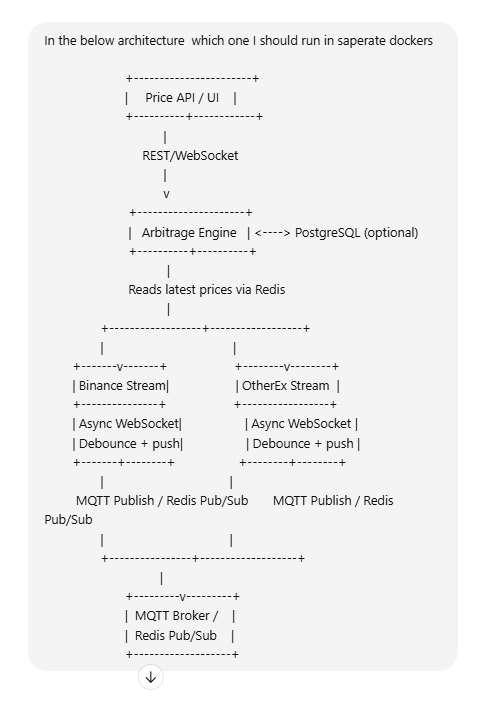 In the below architecture which one I should run in saperate dockers
+------------------------+
| Price API / UI |
+----------+------------+
|
REST/WebSocket
|
v
+---------------------+
| Arbitrage Engine | <----> PostgreSQL (optional)
+----------+----------+
|
Reads latest prices via Redis
|
+------------------+------------------+
| |
+-------v-------+ +--------v--------+
| Binance Stream| | OtherEx Stream |
+----------------+ +-----------------+
| Async WebSocket| | Async WebSocket |
| Debounce + push| | Debounce + push |
+-------+--------+ +--------+--------+
| |
MQTT Publish / Redis Pub/Sub MQTT Publish / Redis
Pub/Sub
| |
+----------------+-------------------+
|
+---------v---------+
| MQTT Broker / |
| Redis Pub/Sub |
+-------------------+